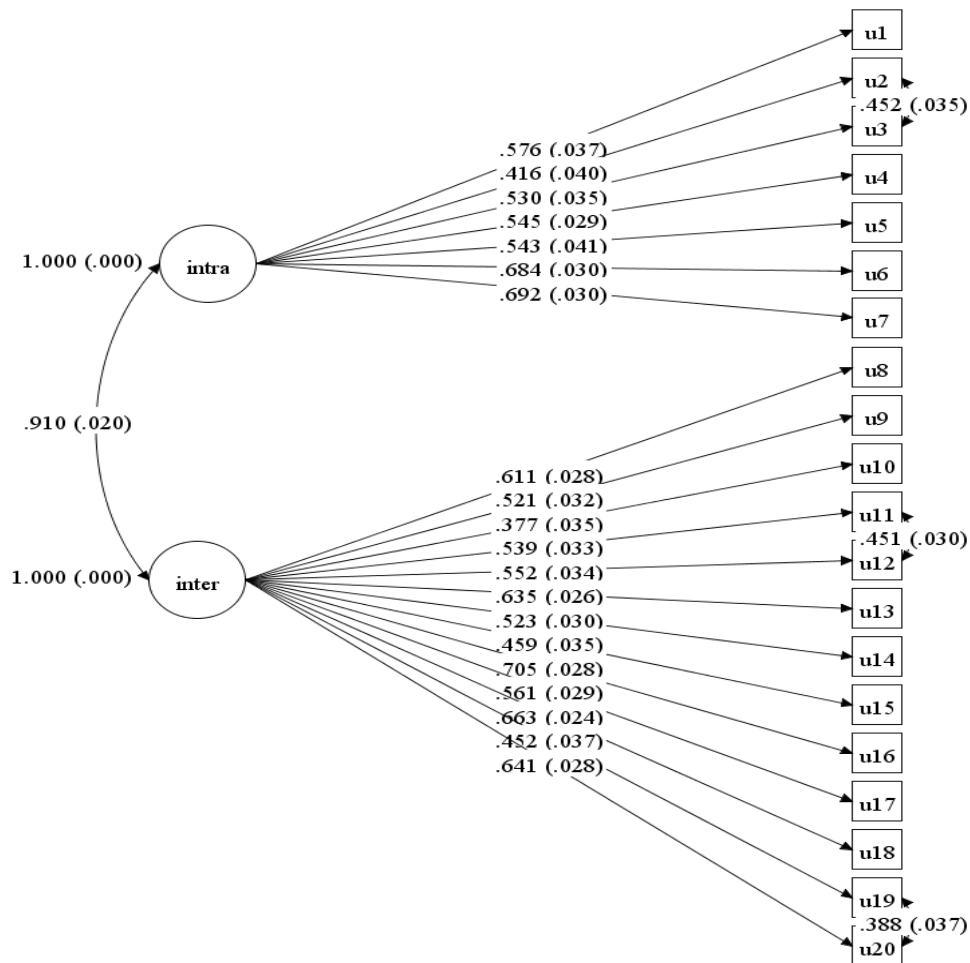 u1
u2
.452 (.035)
u3
.576 (.037)
.416 (.040)
u4
.530 (.035)
.545 (.029)
u5
.543 (.041)
1.000 (.000)
intra
.684 (.030)
u6
.692 (.030)
u7
u8
.910 (.020)
u9
u10
.611 (.028)
.521 (.032)
u11
.377 (.035)
.451 (.030)
.539 (.033)
u12
.552 (.034)
1.000 (.000)
inter
.635 (.026)
u13
.523 (.030)
.459 (.035)
u14
.705 (.028)
.561 (.029)
u15
.663 (.024)
.452 (.037)
u16
.641 (.028)
u17
u18
u19
.388 (.037)
u20